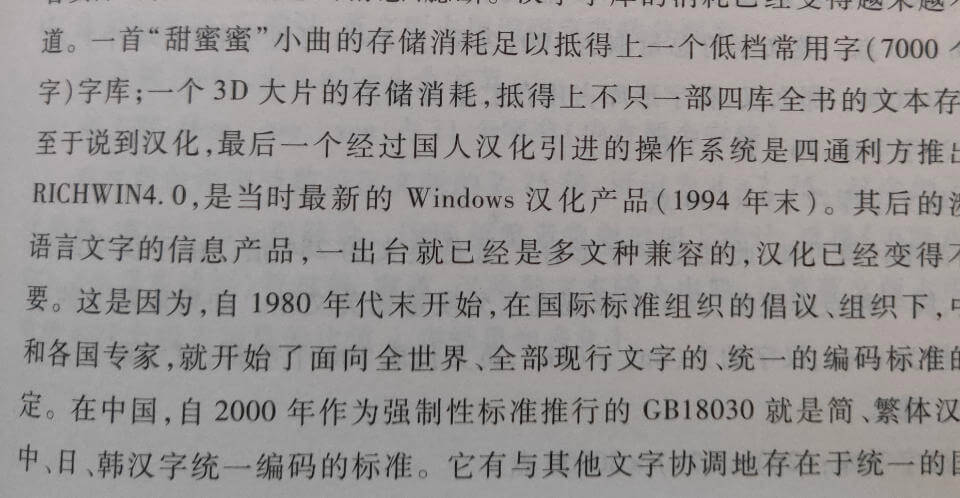 道。一首“甜蜜蜜”小曲的存储消耗足以抵得上一个低档常用字(7000
字)字库;一个 3D 大片的存储消耗,抵得上不只一部四库全书的文本存
至于说到汉化,最后一个经过国人汉化引进的操作系统是四通利方推出
RICHWIN4.0,是当时最新的 Windows 汉化产品(1994 年末)。其后的
语言文字的信息产品,一出台就已经是多文种兼容的,汉化已经变得不
要。这是因为,自 1980 年代末开始,在国际标准组织的倡议、组织下,中
和各国专家,就开始了面向全世界、全部现行文字的、统一的编码标准的
定。在中国,自 2000 年作为强制性标准推行的 GB18030 就是简、繁体汉
中、日、韩汉字统一编码的标准。它有与其他文字协调地存在于统一的国